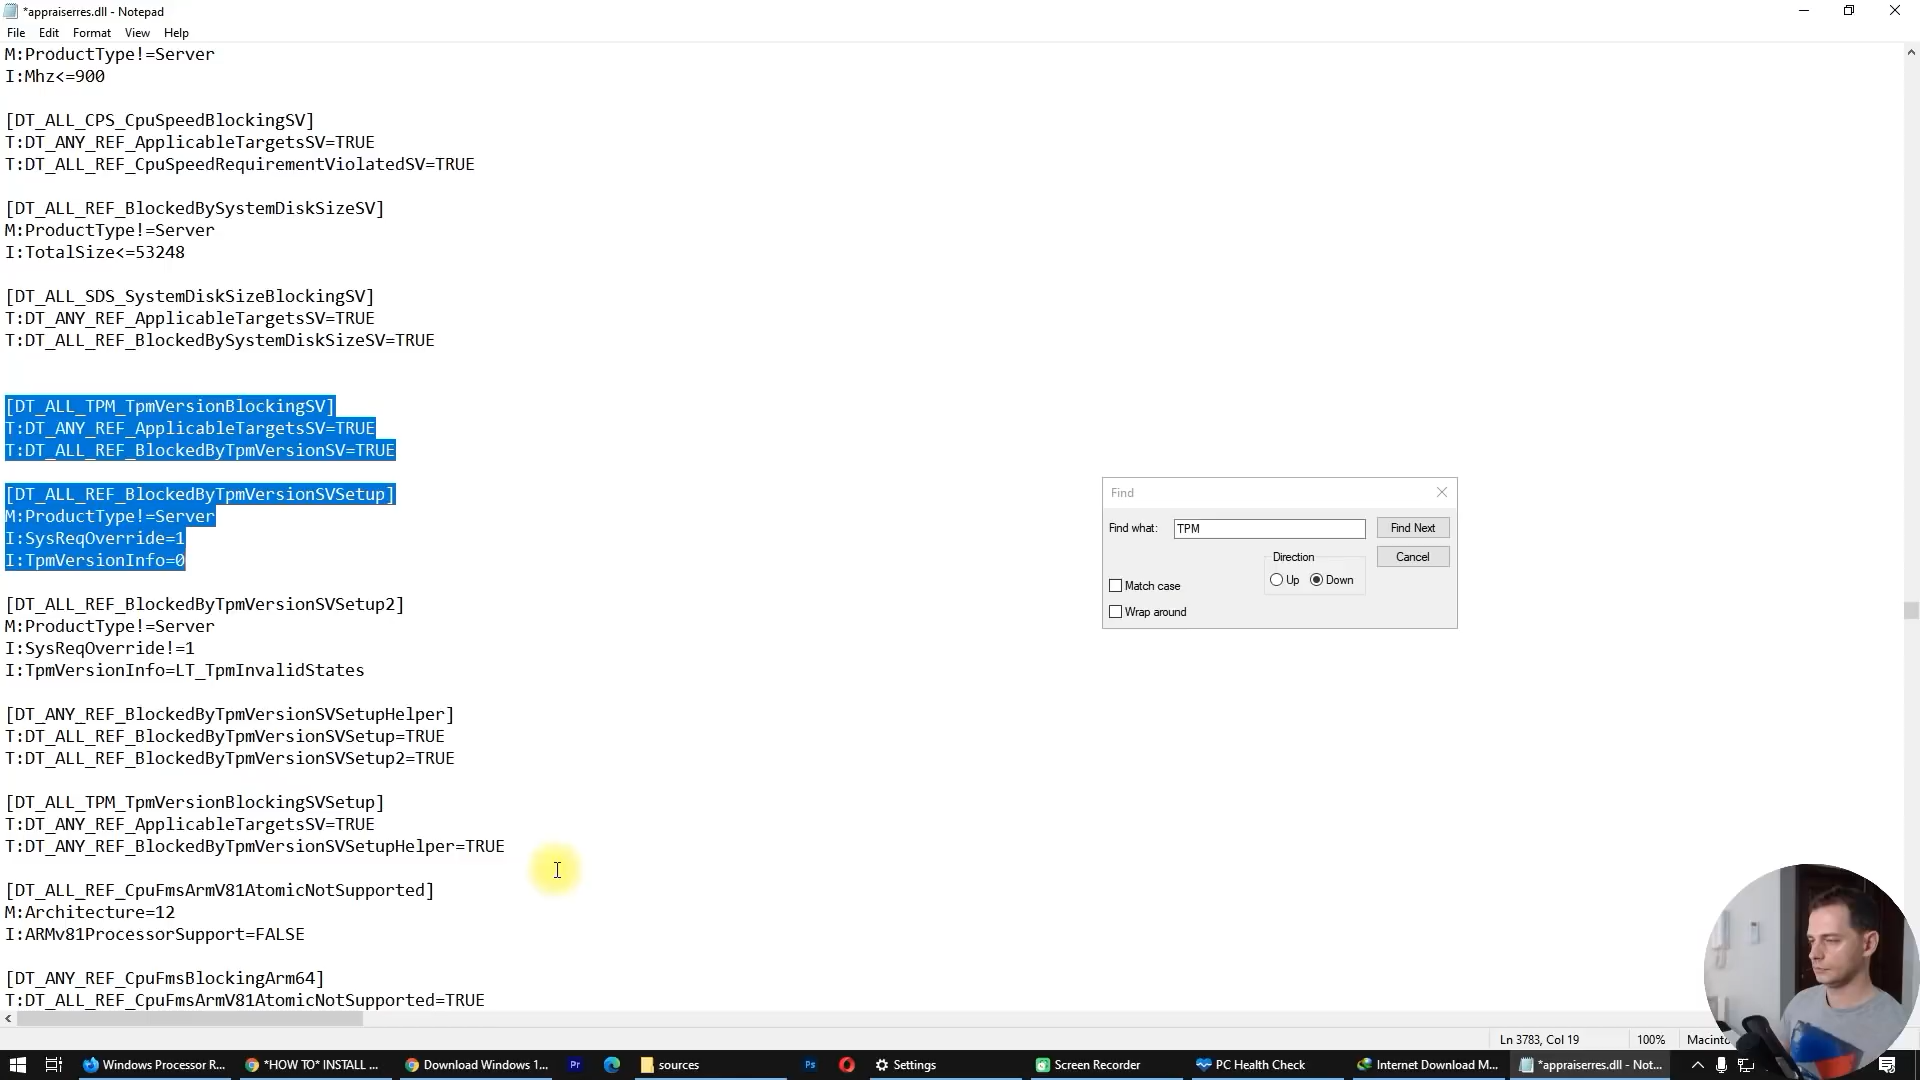 *appraiserres.dll - Notepad
File Edit Format View Help
M:ProductType!=Server
I:Mhz<=900
[DT_ALL_CPS_CpuSpeedBlockingSV]
T:DT_ANY_REF_ApplicableTargetsSV=TRUE
T:DT_ALL_REF_CpuSpeedRequirementViolatedSV=TRUE
[DT_ALL_REF_BlockedBySystemDiskSizeSV]
M:ProductType!=Server
I:TotalSize<=53248
[DT_ALL_SDS_SystemDiskSizeBlockingSV]
T:DT_ANY_REF_ApplicableTargetsSV=TRUE
T:DT_ALL_REF_BlockedBySystemDiskSizeSV=TRUE
[DT_ALL_TPM_TpmVersionBlockingSV]
T:DT_ANY_REF_ApplicableTargetsSV=TRUE
T:DT_ALL_REF_BlockedByTpmVersionSV=TRUE
[DT_ALL_REF_BlockedByTpmVersionSVSetup]
M:ProductType!=Server
I:SysReqOverride=1
I:TpmVersionInfo=0
[DT_ALL_REF_BlockedByTpmVersionSVSetup2]
M:ProductType!=Server
I:SysReqOverride!=1
I:TpmVersionInfo=LT_TpmInvalidStates
[DT_ANY_REF_BlockedByTpmVersionSVSetupHelper]
T:DT_ALL_REF_BlockedByTpmVersionSVSetup=TRUE
T:DT_ALL_REF_BlockedByTpmVersionSVSetup2=TRUE
[DT_ALL_TPM_TpmVersionBlockingSVSetup]
T:DT_ANY_REF_ApplicableTargetsSV=TRUE
T:DT_ANY_REF_BlockedByTpmVersionSVSetupHelper=TRUE
[DT_ALL_REF_CpuFmsArmV81AtomicNotSupported]
M:Architecture=12
I:ARMv81ProcessorSupport=FALSE
[DT_ANY_REF_CpuFmsBlockingArm64]
T:DT_ALL_REF_CpuFmsArmV81AtomicNotSupported=TRUE
Find
Find what: TPM Find Next
Direction Cancel
Up Down
Match case
Wrap around
Ln 3783, Col 19 100% Macinto
Windows Processor R... *HOW TO* INSTALL ... Download Windows 1... Pr sources Ps Settings Screen Recorder PC Health Check Internet Download M... *appraiserres.dll - Not...